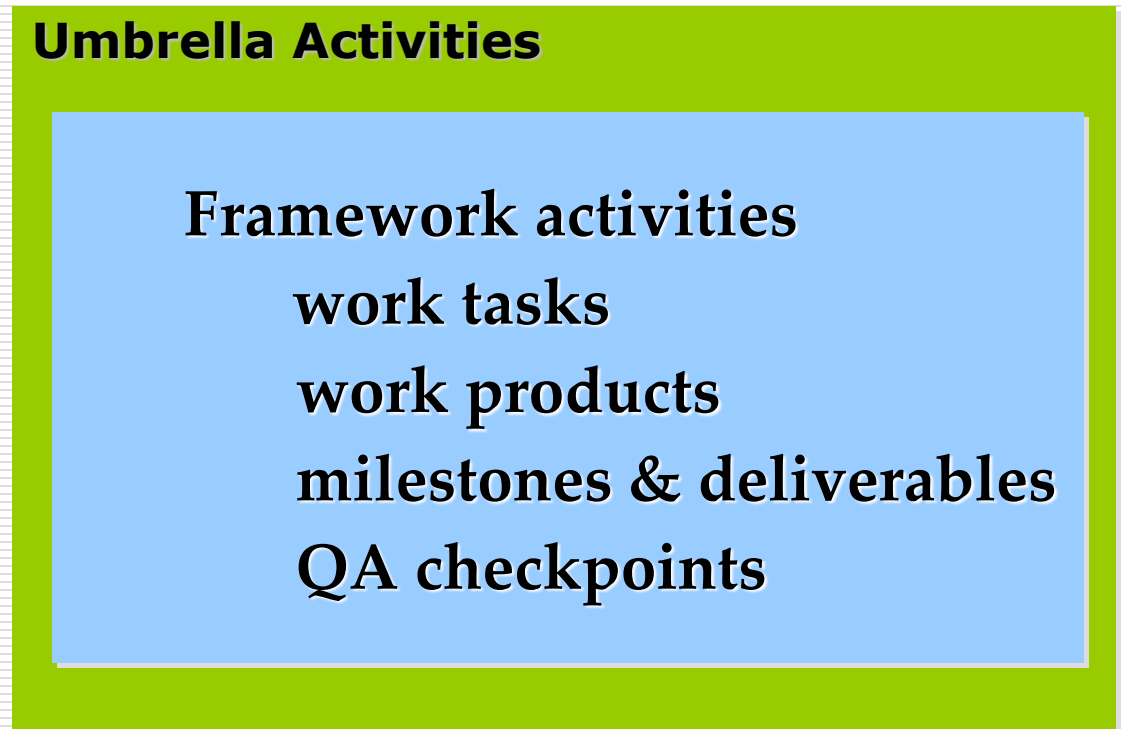 Umbrella Activities
Framework activities
work tasks
work products
milestones & deliverables
QA checkpoints